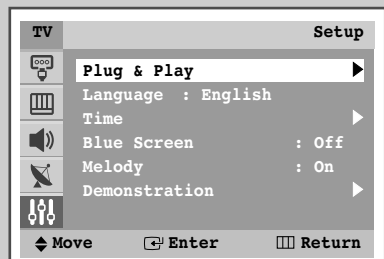 TV Setup
Plug & Play
Language : English
Time
Blue Screen : Off
Melody : On
Demonstration
Move Enter Return